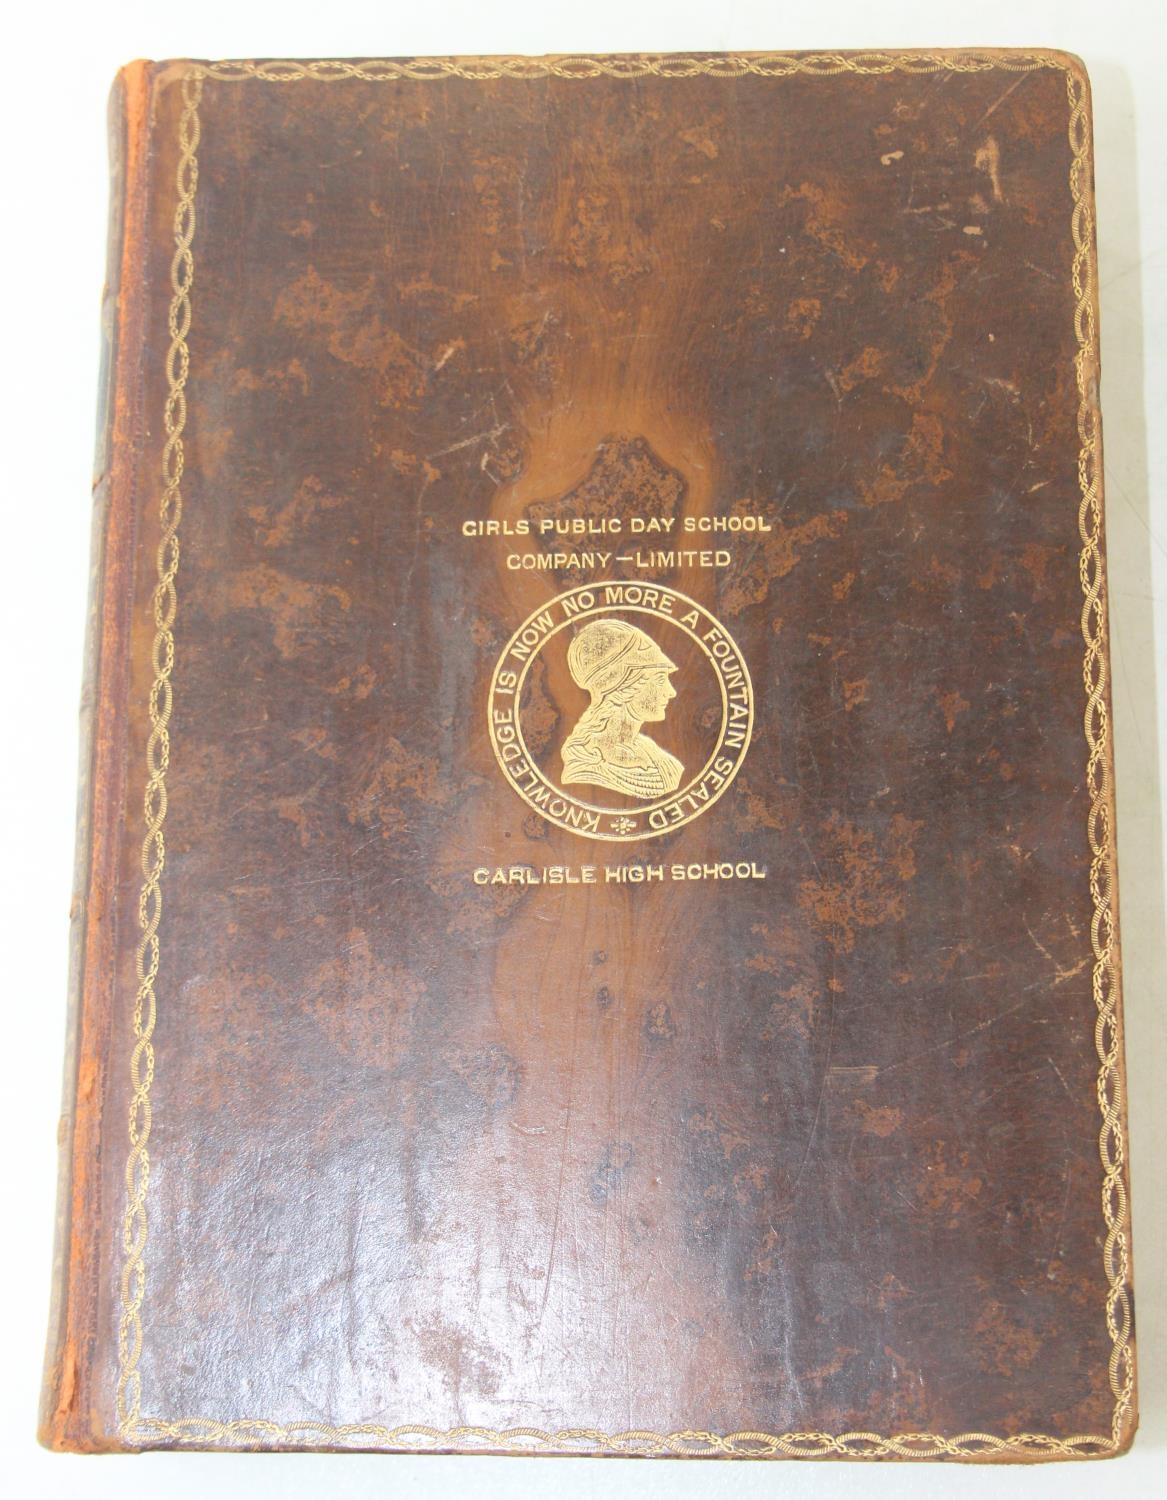 GIRLS PUBLIC DAY SCHOOL
COMPANY—LIMITED
KNOWLEDGE IS NOW NO MORE A FOUNTAIN SEALED
CARLISLE HIGH SCHOOL